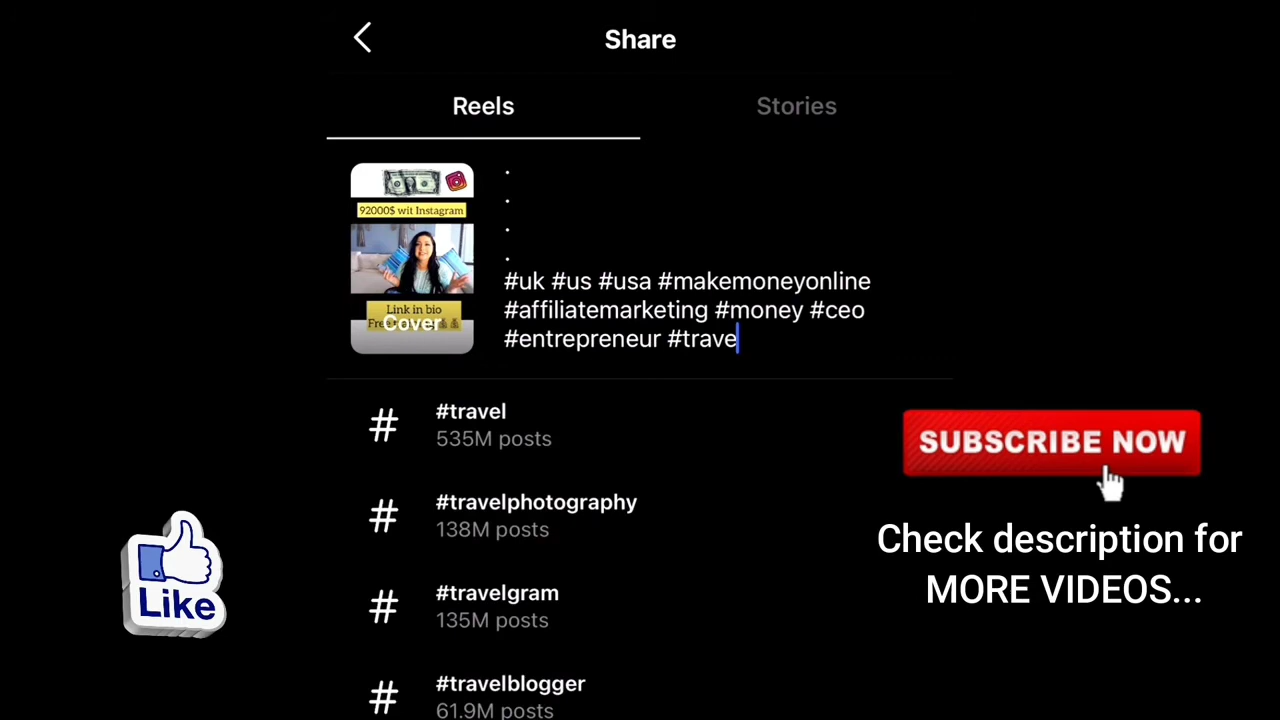 Share
Reels
Stories
92000$ wit Instagram
Link in bio
Cover
.
.
.
.
#uk #us #usa #makemoneyonline
#affiliatemarketing #money #ceo
#entrepreneur #trave
#travel
535M posts
#travelphotography
138M posts
#travelgram
135M posts
#travelblogger
61.9M posts
Like
SUBSCRIBE NOW
Check description for
MORE VIDEOS...